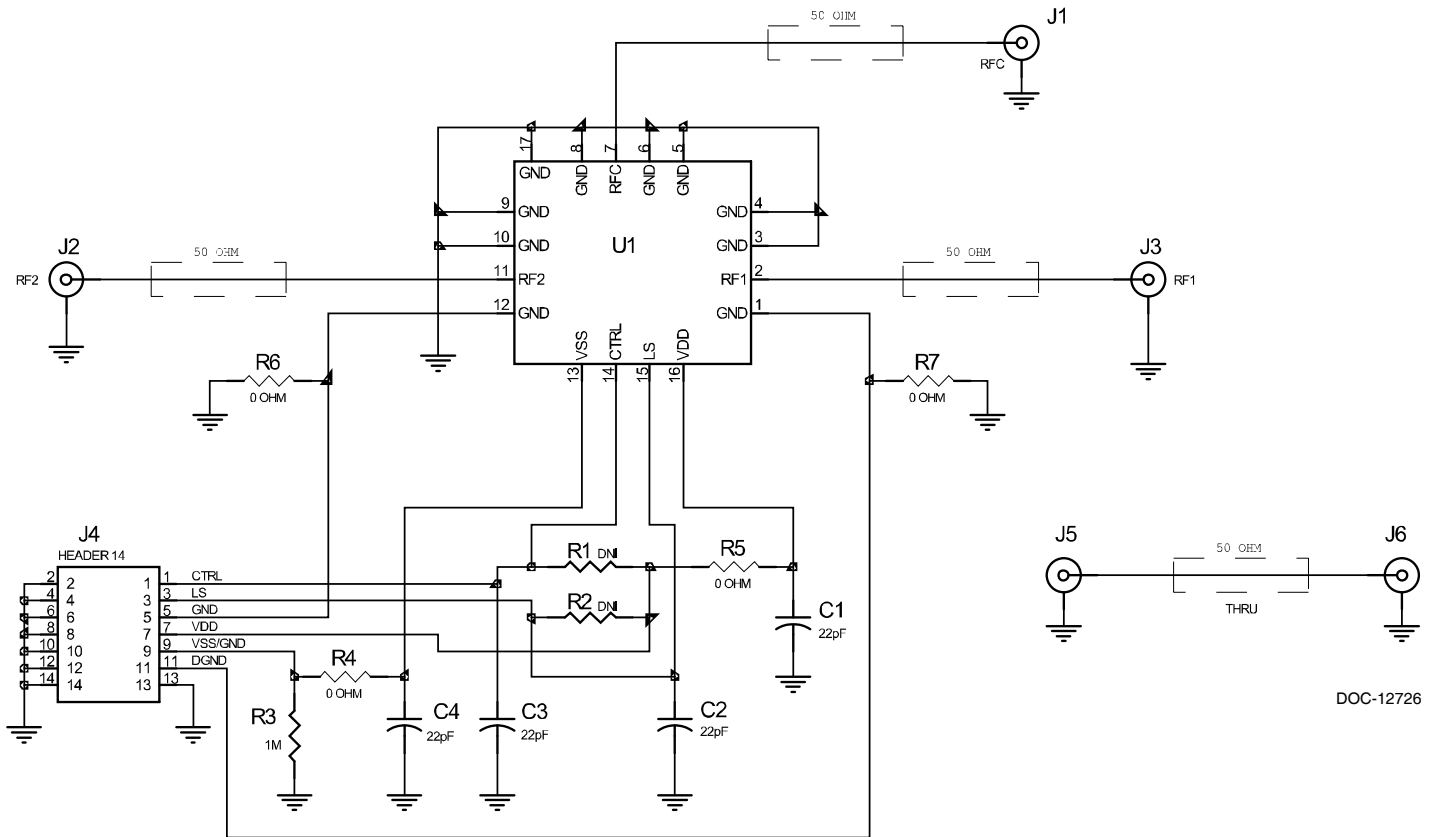 50 OHM
J1
RFC
17
8
7
6
5
GND
GND
RFC
GND
GND
9
GND
GND
4
10
GND
U1
GND
3
J2
50 OHM
50 OHM
J3
RF2
11
RF2
RF1
2
RF1
12
GND
GND
1
VSS
CTRL
LS
VDD
13
14
15
16
R6
0 OHM
R7
0 OHM
J4
HEADER 14
R1 DNI
R5
0 OHM
J5
50 OHM
J6
THRU
2
2
1
1
CTRL
4
4
3
3
LS
6
6
5
5
GND
8
8
7
7
VDD
10
10
9
9
VSS/GND
12
12
11
11
DGND
14
14
13
13
R2 DNI
C1
22pF
R4
0 OHM
R3
1M
C4
22pF
C3
22pF
C2
22pF
DOC-12726